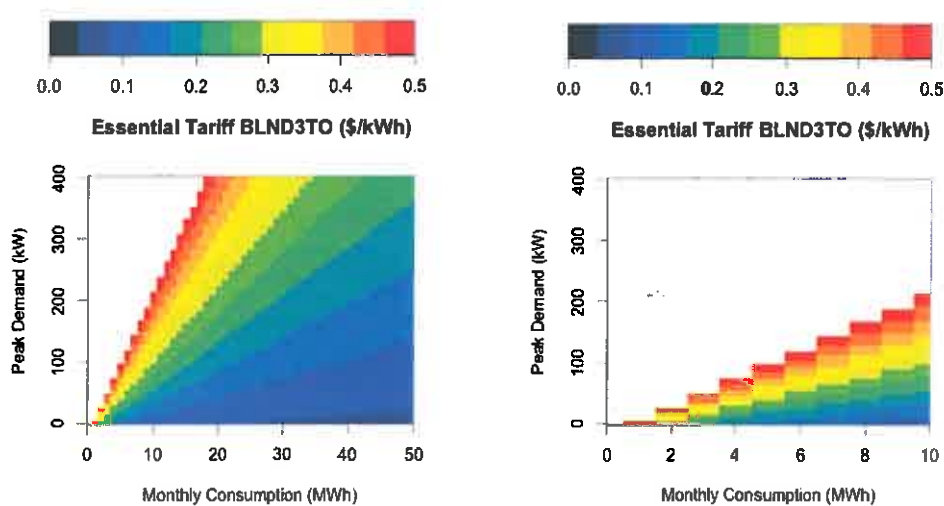 0.0 0.1 0.2 0.3 0.4 0.5
Essential Tariff BLND3TO ($/kWh)
400
300
200
100
0
Peak Demand (kW)
0 10 20 30 40 50
Monthly Consumption (MWh)
0.0 0.1 0.2 0.3 0.4 0.5
Essential Tariff BLND3TO ($/kWh)
400
300
200
100
0
Peak Demand (kW)
0 2 4 6 8 10
Monthly Consumption (MWh)